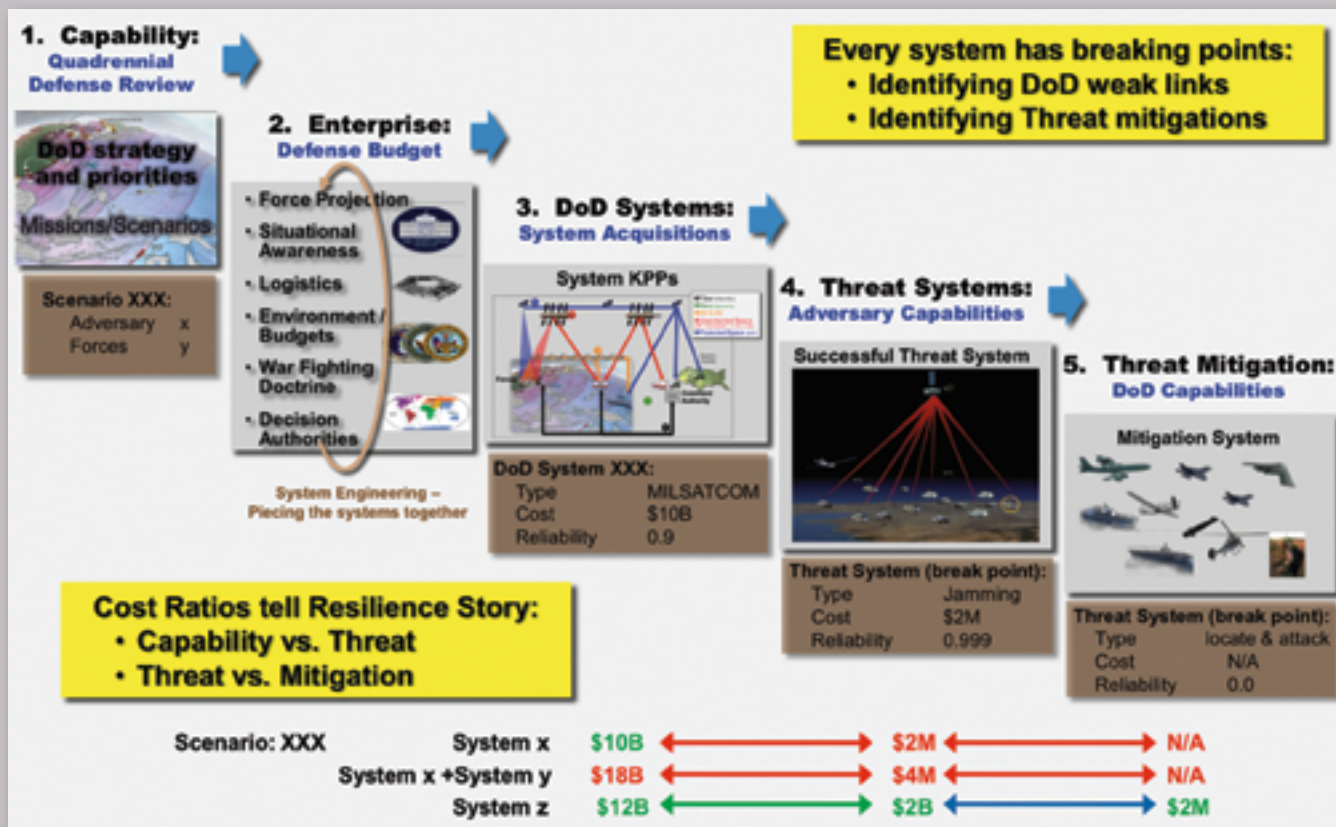 1. Capability:
Quadrennial
Defense Review
DoD strategy
and priorities
Missions/Scenarios
Scenario XXX:
Adversary x
Forces y
2. Enterprise:
Defense Budget
• Force Projection
• Situational
Awareness
• Logistics
• Environment /
Budgets
• War Fighting
Doctrine
• Decision
Authorities
System Engineering –
Piecing the systems together
3. DoD Systems:
System Acquisitions
System KPPs
DoD System XXX:
Type MILSATCOM
Cost $10B
Reliability 0.9
Every system has breaking points:
• Identifying DoD weak links
• Identifying Threat mitigations
4. Threat Systems:
Adversary Capabilities
Successful Threat System
Threat System (break point):
Type Jamming
Cost $2M
Reliability 0.999
5. Threat Mitigation:
DoD Capabilities
Mitigation System
Threat System (break point):
Type locate & attack
Cost N/A
Reliability 0.0
Cost Ratios tell Resilience Story:
• Capability vs. Threat
• Threat vs. Mitigation
Scenario: XXX System x $10B $2M N/A
System x +System y $18B $4M N/A
System z $12B $2B $2M